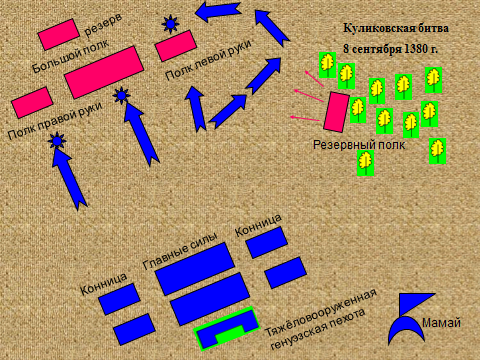 Куликовская битва
8 сентября 1380 г.
резерв
Большой полк
Полк левой руки
Полк правой руки
Резервный полк
Конница
Главные силы
Конница
Тяжёловооруженная
генуэзская пехота
Мамай